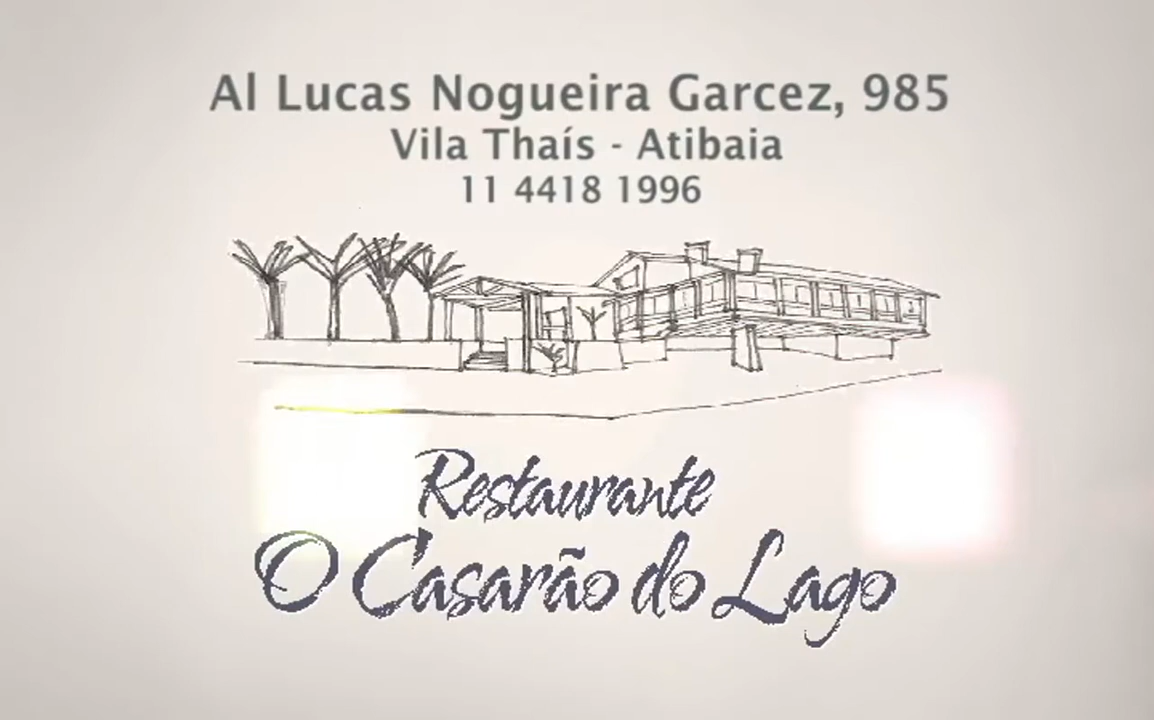 Al Lucas Nogueira Garcez, 985
Vila Thaís - Atibaia
11 4418 1996
Restaurante
O Casarão do Lago